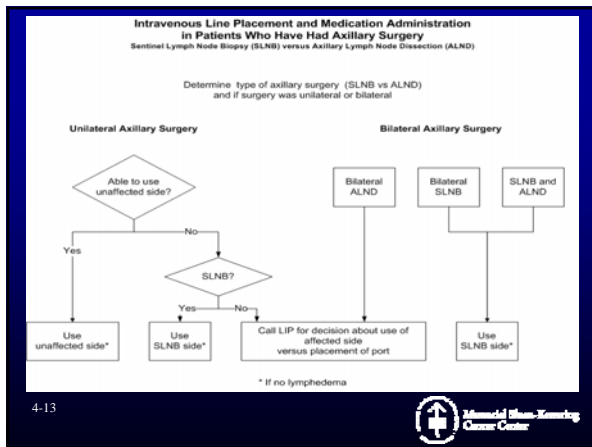 Intravenous Line Placement and Medication Administration
in Patients Who Have Had Axillary Surgery
Sentinel Lymph Node Biopsy (SLNB) versus Axillary Lymph Node Dissection (ALND)
Determine type of axillary surgery (SLNB vs ALND)
and if surgery was unilateral or bilateral
Unilateral Axillary Surgery
Bilateral Axillary Surgery
Able to use
unaffected side?
Bilateral
ALND
Bilateral
SLNB
SLNB and
ALND
Yes
No
SLNB?
Yes
No
Use
unaffected side*
Use
SLNB side*
Call LIP for decision about use of
affected side
versus placement of port
Use
SLNB side*
* If no lymphedema
4-13
Memorial Sloan-Kettering
Cancer Center